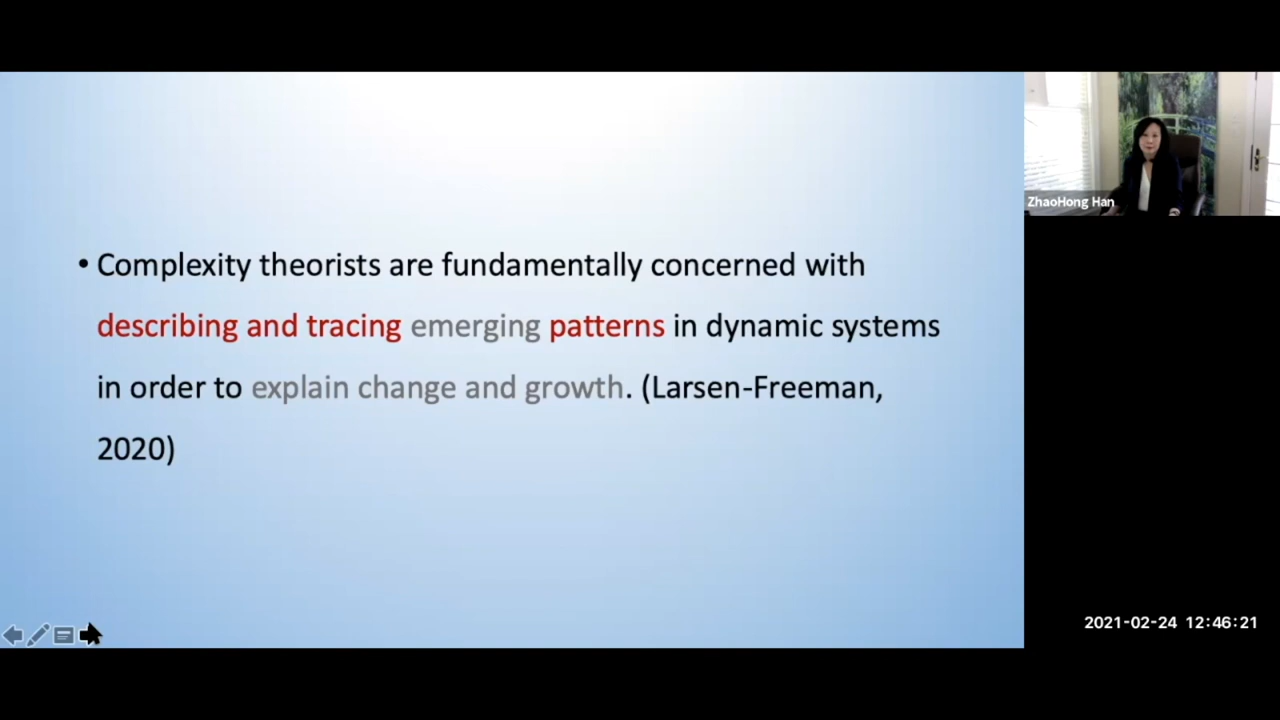 • Complexity theorists are fundamentally concerned with
describing and tracing emerging patterns in dynamic systems
in order to explain change and growth. (Larsen-Freeman,
2020)
ZhaoHong Han
2021-02-24 12:46:21